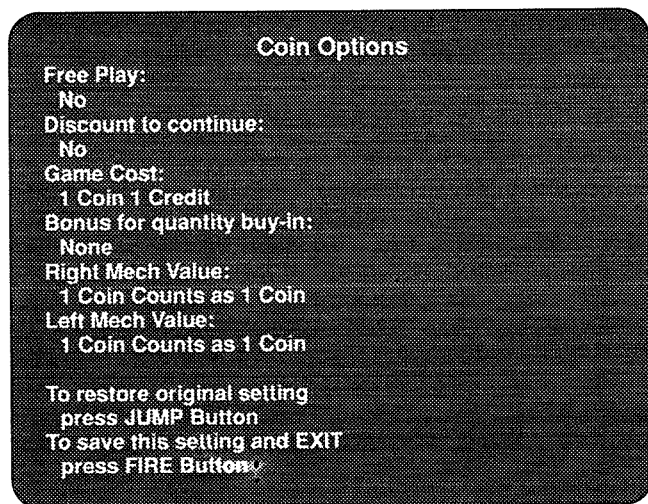 Coin Options
Free Play:
No
Discount to continue:
No
Game Cost:
1 Coin 1 Credit
Bonus for quantity buy-in:
None
Right Mech Value:
1 Coin Counts as 1 Coin
Left Mech Value:
1 Coin Counts as 1 Coin
To restore original setting
press JUMP Button
To save this setting and EXIT
press FIRE Button